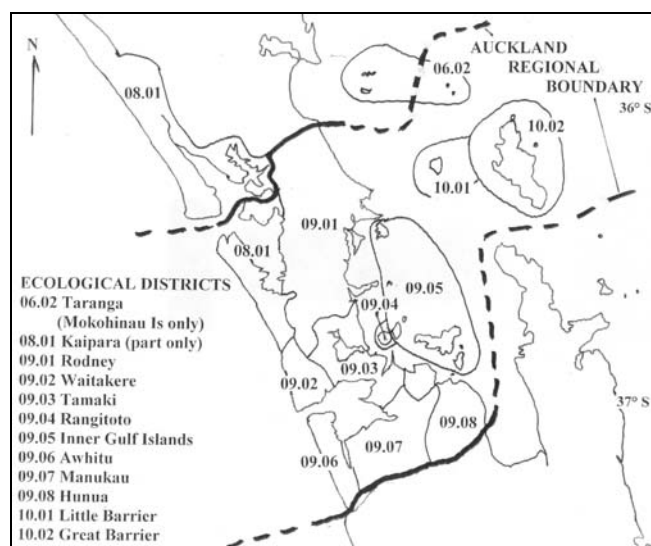 N
AUCKLAND
REGIONAL
BOUNDARY
36° S
06.02
08.01
10.02
10.01
09.01
08.01
09.05
09.04
ECOLOGICAL DISTRICTS
06.02 Taranga
(Mokohinau Is only)
08.01 Kaipara (part only)
09.01 Rodney
09.02 Waitakere
09.03 Tamaki
09.04 Rangitoto
09.05 Inner Gulf Islands
09.06 Awhitu
09.07 Manukau
09.08 Hunua
10.01 Little Barrier
10.02 Great Barrier
09.03
09.02
37° S
09.08
09.07
09.06